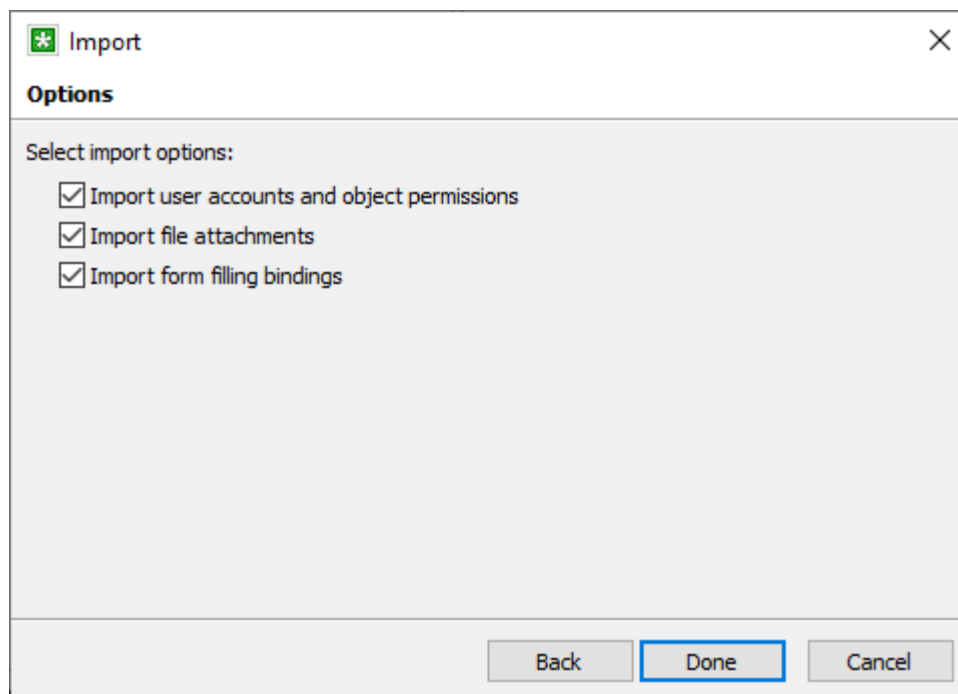 Import
Options
Select import options:
Import user accounts and object permissions
Import file attachments
Import form filling bindings
Back Done Cancel